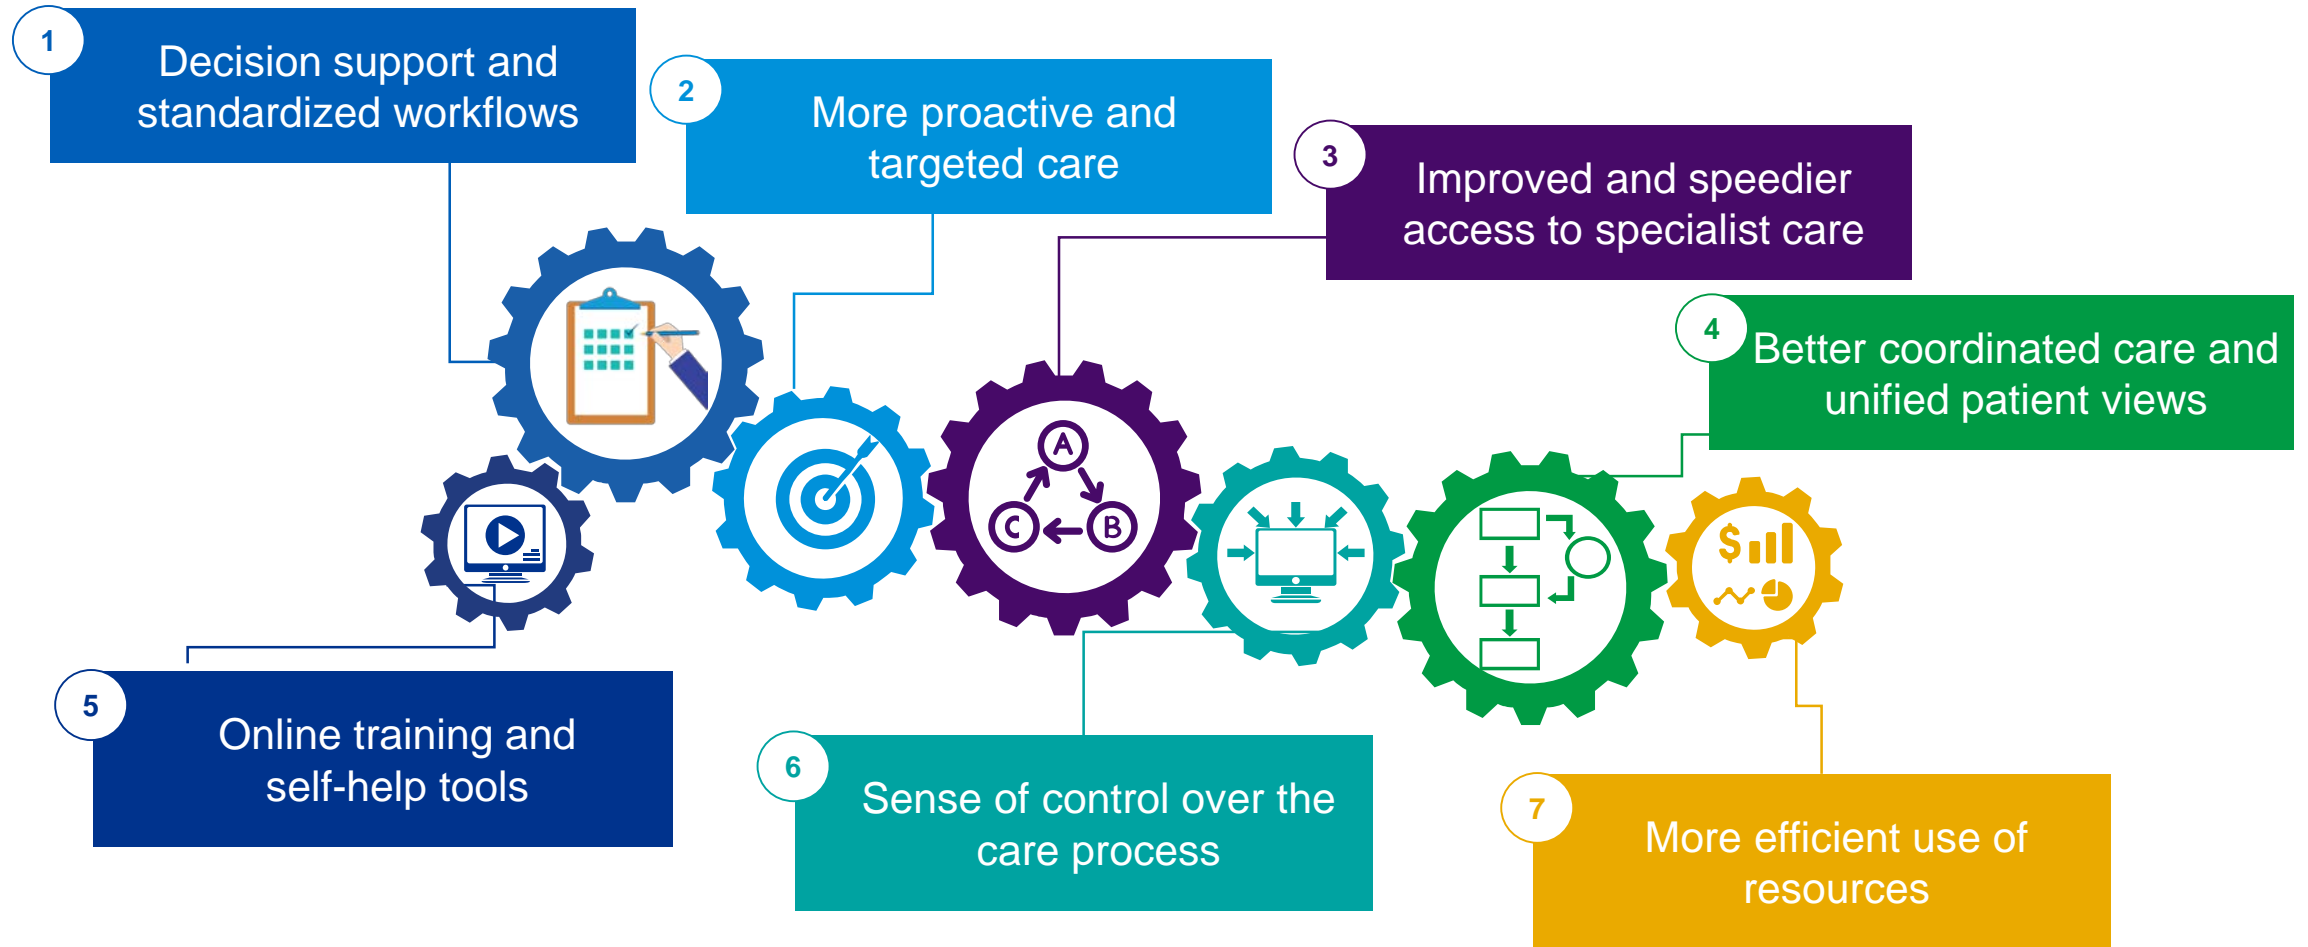 1
Decision support and
standardized workflows
2
More proactive and
targeted care
3
Improved and speedier
access to specialist care
4
Better coordinated care and
unified patient views
A
C
B
$
5
Online training and
self-help tools
6
Sense of control over the
care process
7
More efficient use of
resources